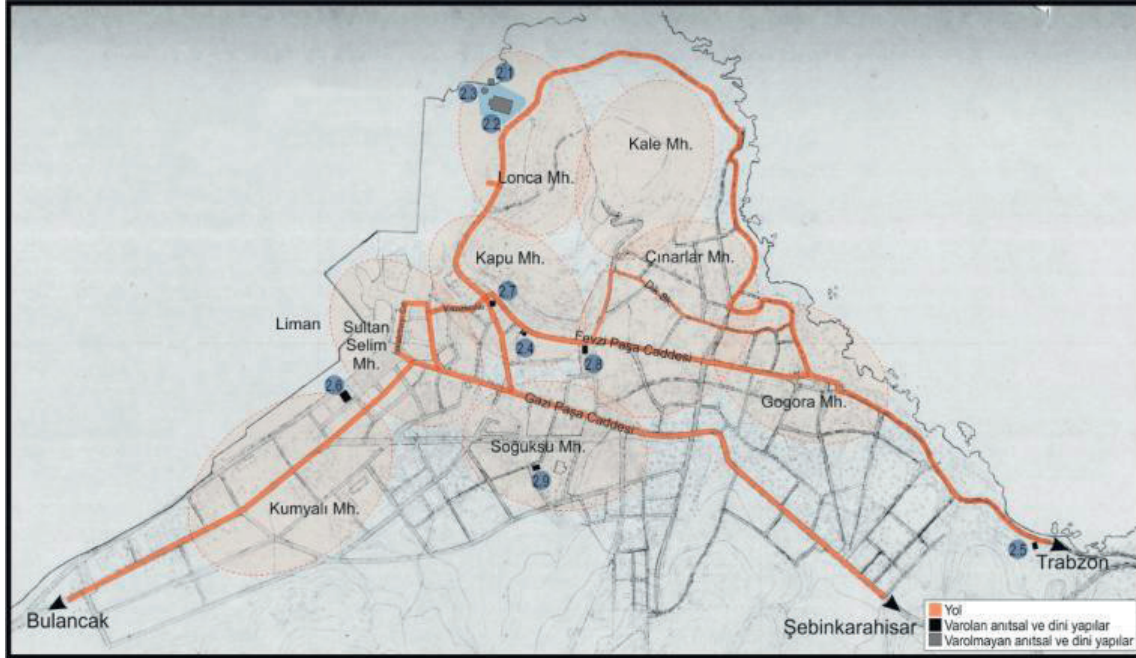 2.1
2.3
2.2
Kale Mh.
Lonca Mh.
Kapu Mh.
Çınarlar Mh.
2.7
Liman
Sultan
Selim
Mh.
2.4
2.8
Fevzi Paşa Caddesi
2.6
Gazi Paşa Caddesi
Gogora Mh.
Soğuksu Mh.
2.9
Kumyalı Mh.
2.5
Trabzon
Bulancak
Şebinkarahisar
Yol
Varolan anıtsal ve dini yapılar
Varolmayan anıtsal ve dini yapılar